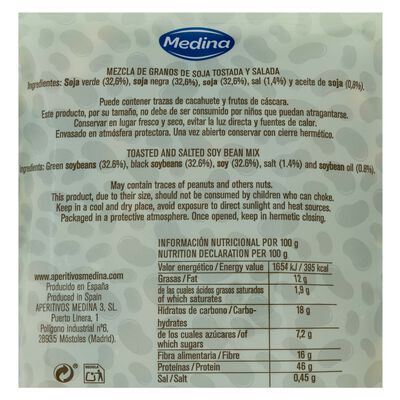 Medina
MEZCLA DE GRANOS DE SOJA TOSTADA Y SALADA
Ingredientes: Soja verde (32,6%), soja negra (32,6%), soja (32,6%), sal (1,4%) y aceite de soja (0,8%).
Puede contener trazas de cacahuete y frutos de cáscara.
Este producto, por su tamaño, no debe de ser consumido por niños que puedan atragantarse.
Conservar en lugar fresco y seco, evitar la luz directa y fuentes de calor.
Envasado en atmósfera protectora. Una vez abierto conservar con cierre hermético.
TOASTED AND SALTED SOY BEAN MIX
Ingredients: Green soybeans (32.6%), black soybeans (32.6%), soy (32.6%), salt (1.4%) and soybean oil (0.8%).
May contain traces of peanuts and others nuts.
This product, due to their size, should not be consumed by children who can choke.
Keep in a cool and dry place, avoid exposure to direct sunlight and heat sources.
Packaged in a protective atmosphere. Once opened, keep in hermetic closing.
INFORMACIÓN NUTRICIONAL POR 100 g
NUTRITION DECLARATION PER 100 g
Valor energético / Energy value 1654 kJ / 395 kcal
Grasas / Fat 12 g
de las cuales ácidos grasos saturados 1,9 g
of which saturates
Hidratos de carbono / Carbo- 18 g
hydrates
de los cuales azúcares / of 7,2 g
which sugars
Fibra alimentaria / Fibre 16 g
Proteínas / Protein 46 g
Sal / Salt 0,45 g
www.aperitivosmedina.com
Producido en España
Produced in Spain
APERITIVOS MEDINA 3, SL.
Puerto Linera, 1
Polígono Industrial nº6,
28935 Móstoles (Madrid).